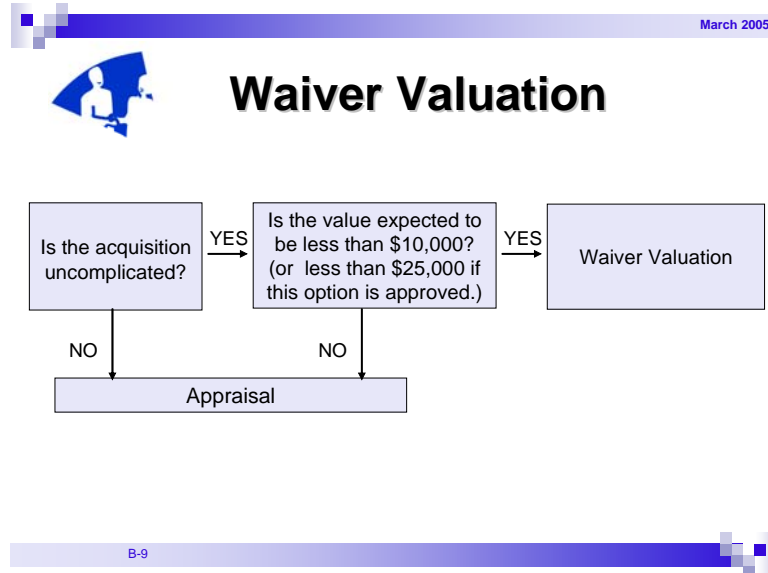 March 2005
Waiver Valuation
Is the acquisition
uncomplicated?
YES
Is the value expected to
be less than $10,000?
(or less than $25,000 if
this option is approved.)
YES
Waiver Valuation
NO
NO
Appraisal
B-9